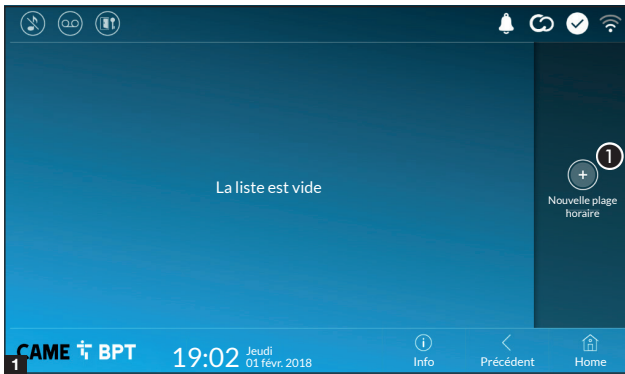 1
La liste est vide
+
Nouvelle plage
horaire
CAME BPT
19:02
Jeudi
01 févr. 2018
Info
Précédent
Home
1